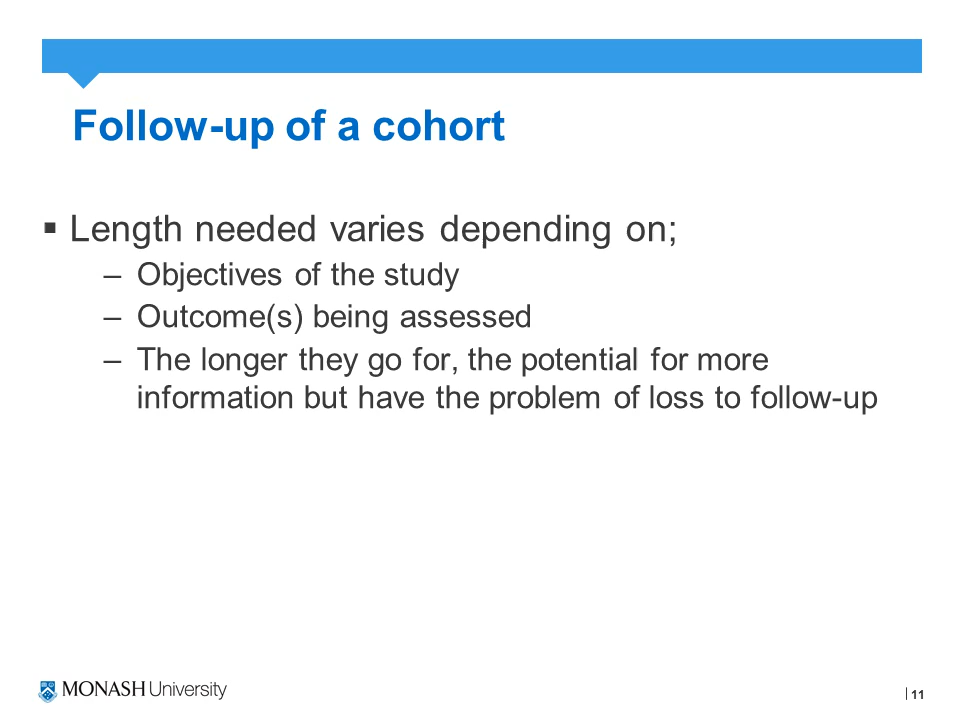 Follow-up of a cohort
▪ Length needed varies depending on;
– Objectives of the study
– Outcome(s) being assessed
– The longer they go for, the potential for more
information but have the problem of loss to follow-up
MONASH University
| 11